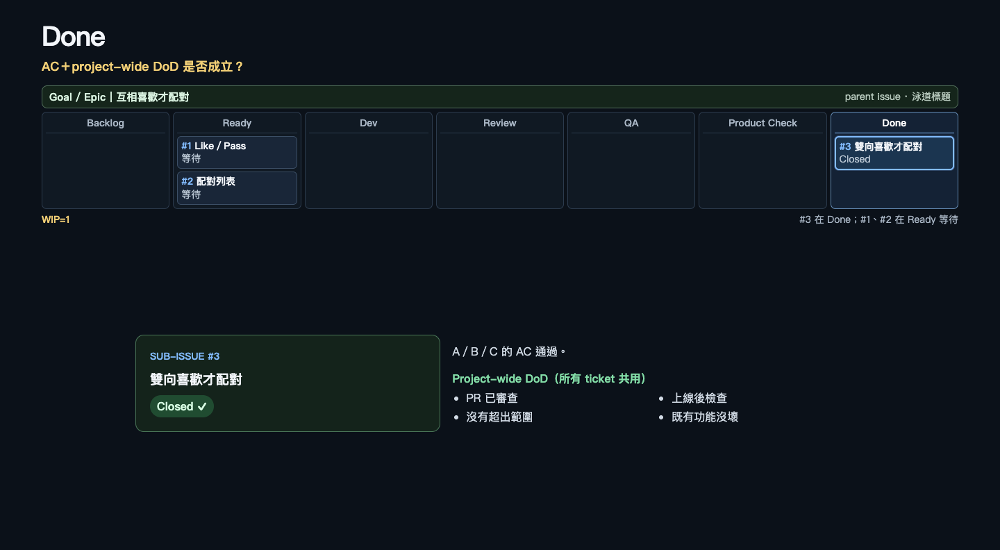 Done
AC＋project-wide DoD 是否成立？
Goal / Epic｜互相喜歡才配對
parent issue · 泳道標題
Backlog
Ready
Dev
Review
QA
Product Check
Done
#1 Like / Pass
等待
#2 配對列表
等待
#3 雙向喜歡才配對
Closed
WIP=1
#3 在 Done；#1、#2 在 Ready 等待
SUB-ISSUE #3
雙向喜歡才配對
Closed ✓
A / B / C 的 AC 通過。
Project-wide DoD（所有 ticket 共用）
• PR 已審查
• 上線後檢查
• 沒有超出範圍
• 既有功能沒壞